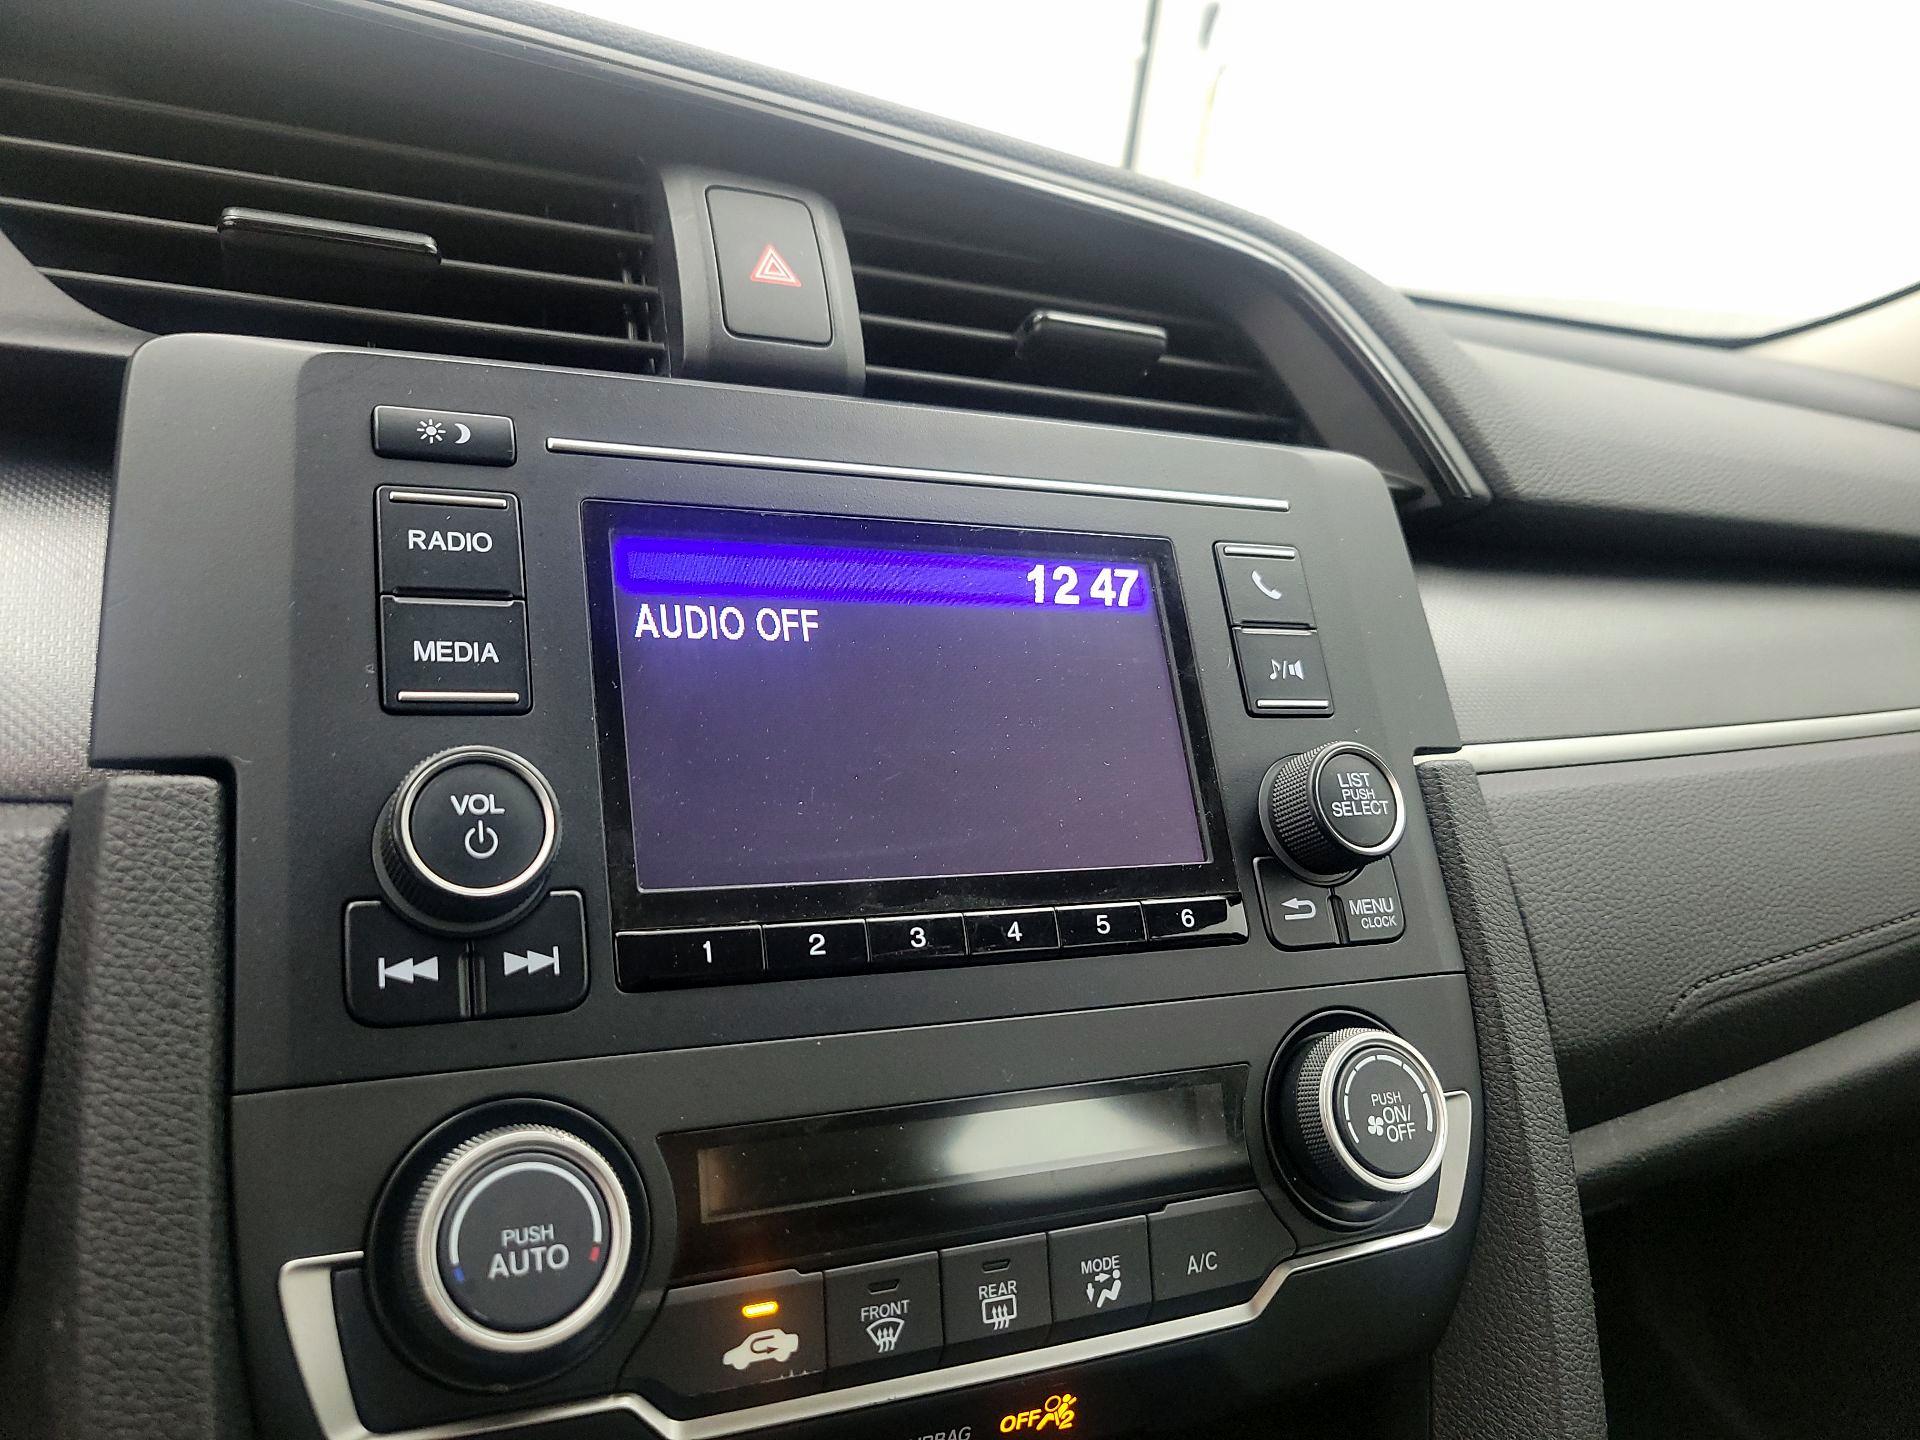 RADIO
MEDIA
12 47
AUDIO OFF
VOL
LIST
PUSH
SELECT
MENU
CLOCK
1 2 3 4 5 6
PUSH
AUTO
PUSH
ON/
OFF
FRONT
REAR
MODE
A/C
OFF 2